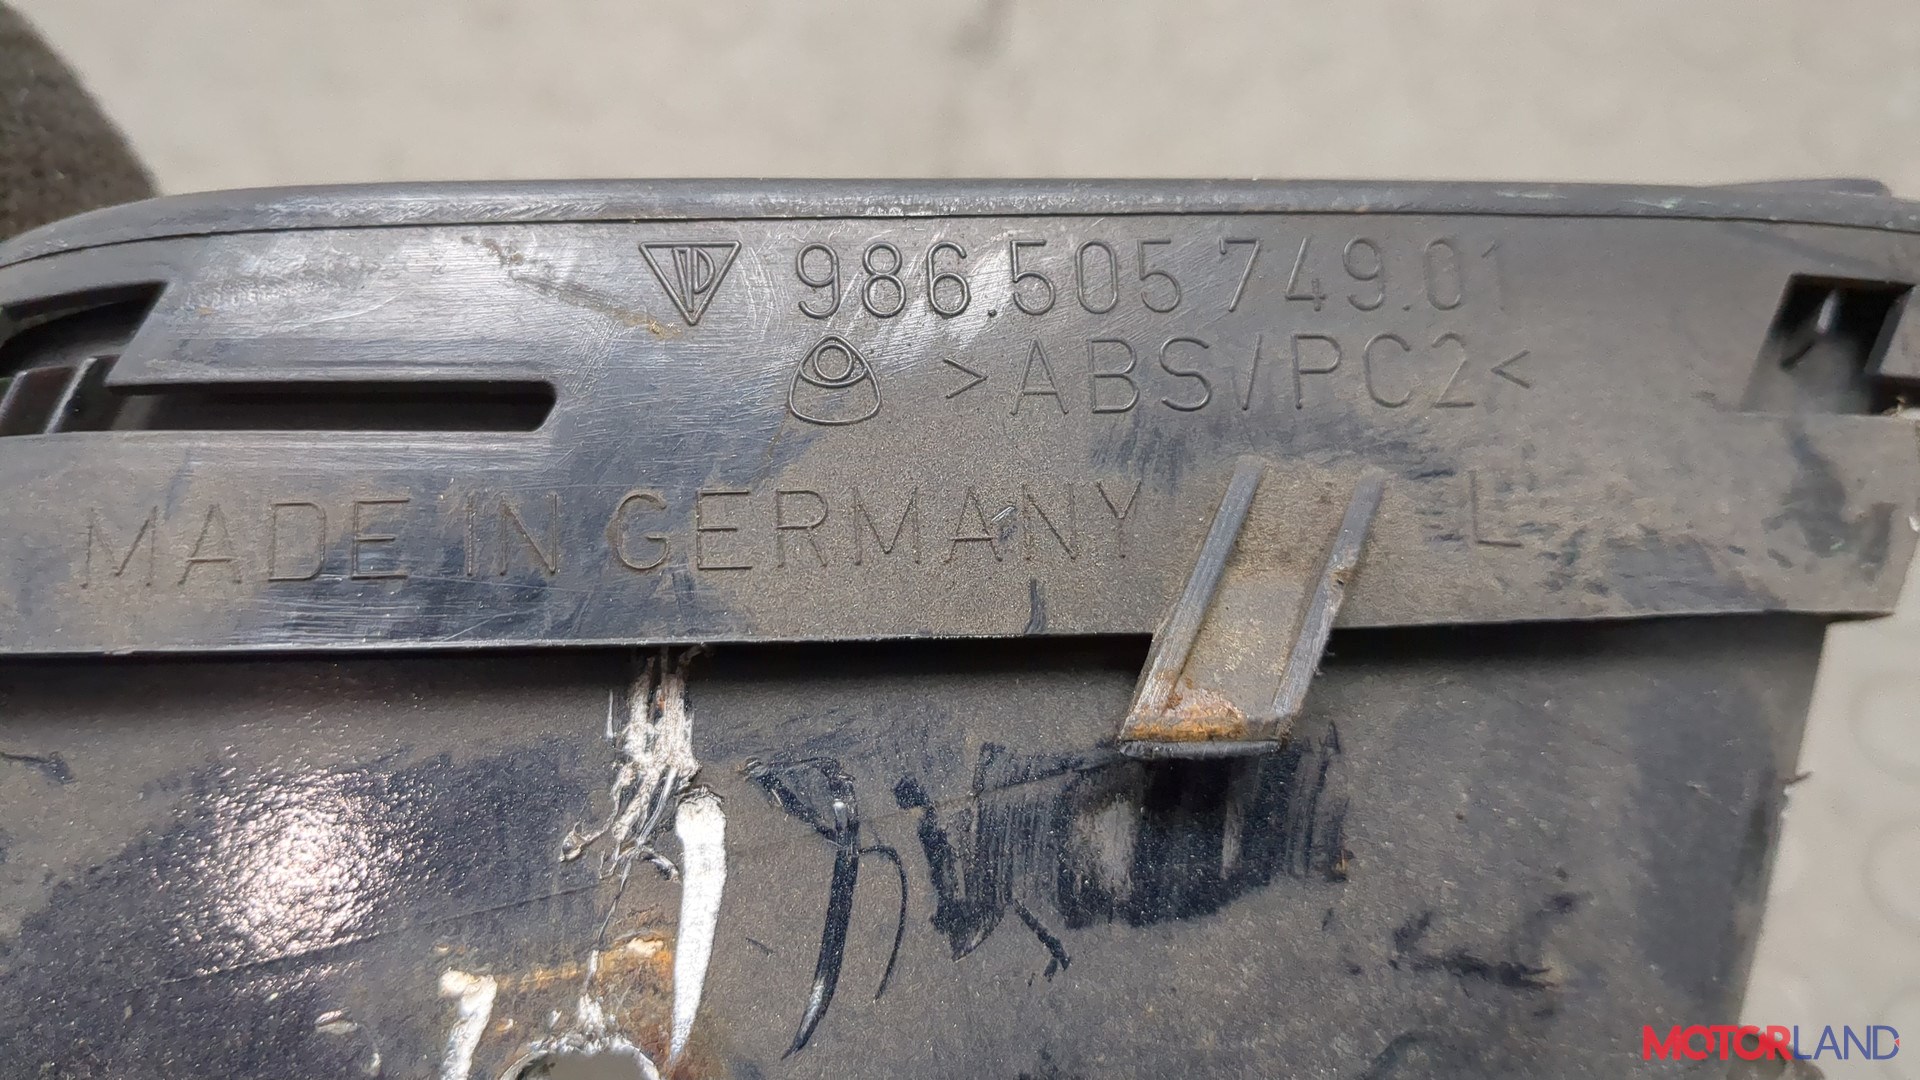 986.505 749.01
>ABS/PC2<
MADE IN GERMANY L
MOTORLAND